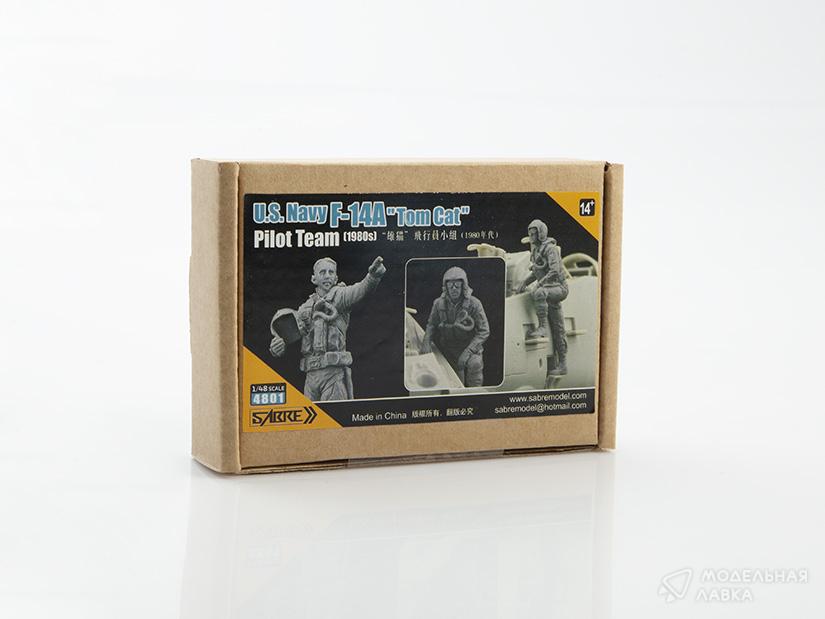 U.S. Navy F-14A "Tom Cat"
14+
Pilot Team (1980s) “雄猫”飛行員小組 (1980年代)
1/48 SCALE
4801
SABRE
Made in China 版權所有，翻版必究
www.sabremodel.com
sabremodel@hotmail.com
МОДЕЛЬНАЯ
ЛАВКА